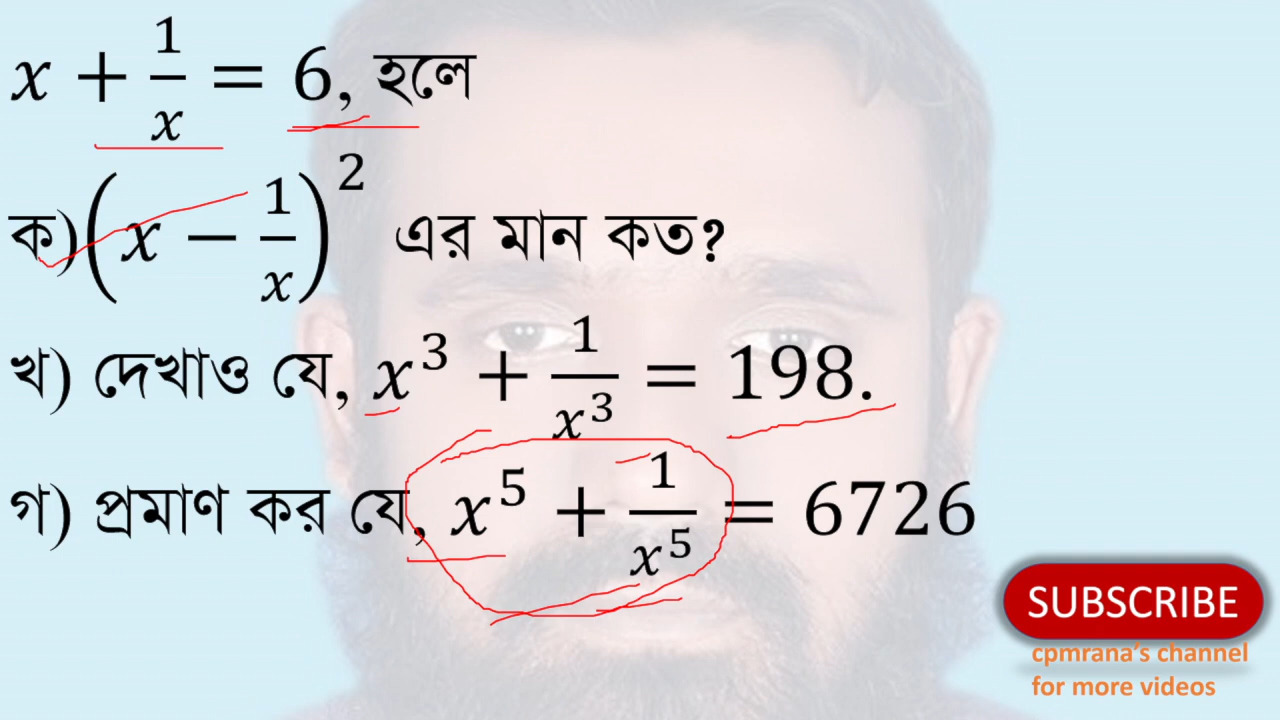 x + 1/x = 6, হলে
ক) (x − 1/x)² এর মান কত?
খ) দেখাও যে, x³ + 1/x³ = 198.
গ) প্রমাণ কর যে, x⁵ + 1/x⁵ = 6726
SUBSCRIBE
cpmrana's channel
for more videos